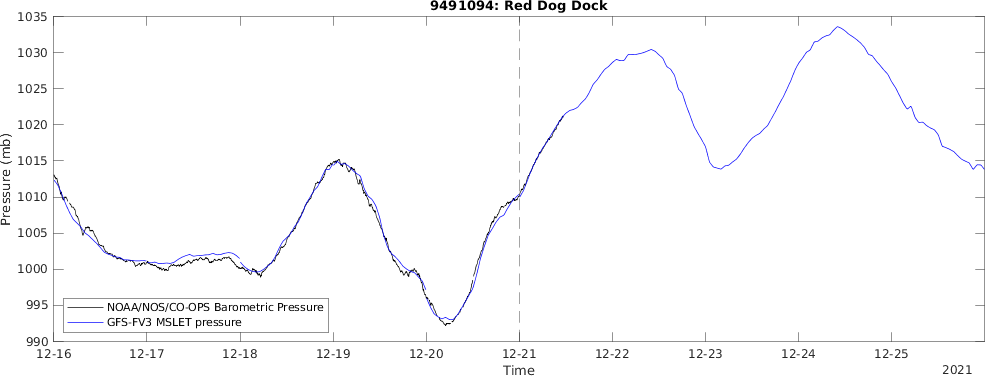 9491094: Red Dog Dock
1035
1030
1025
1020
1015
1010
1005
1000
995
990
Pressure (mb)
NOAA/NOS/CO-OPS Barometric Pressure
GFS-FV3 MSLET pressure
12-16 12-17 12-18 12-19 12-20 12-21 12-22 12-23 12-24 12-25
Time
2021